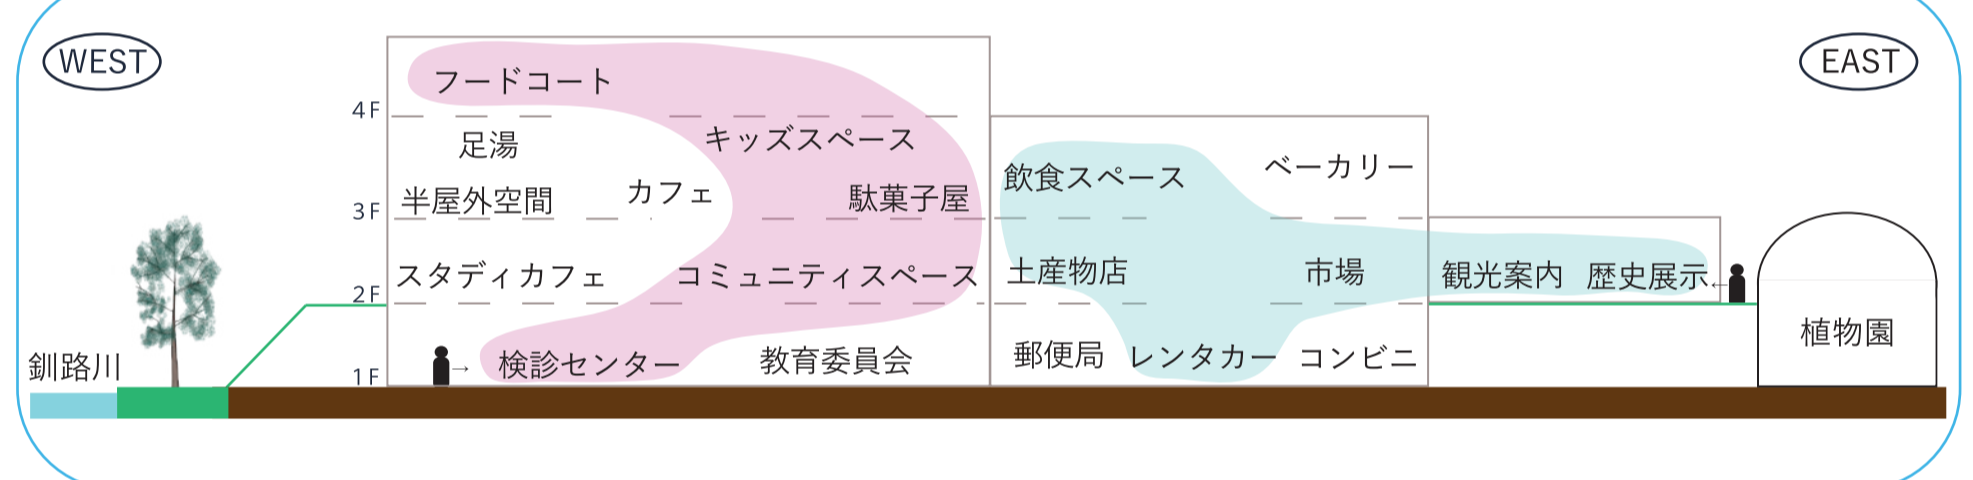 WEST
EAST
フードコート
4F
足湯
キッズスペース
飲食スペース
ベーカリー
半屋外空間
カフェ
駄菓子屋
3F
スタディカフェ
コミュニティスペース
土産物店
市場
観光案内
歴史展示
2F
植物園
釧路川
検診センター
教育委員会
郵便局
レンタカー
コンビニ
1F